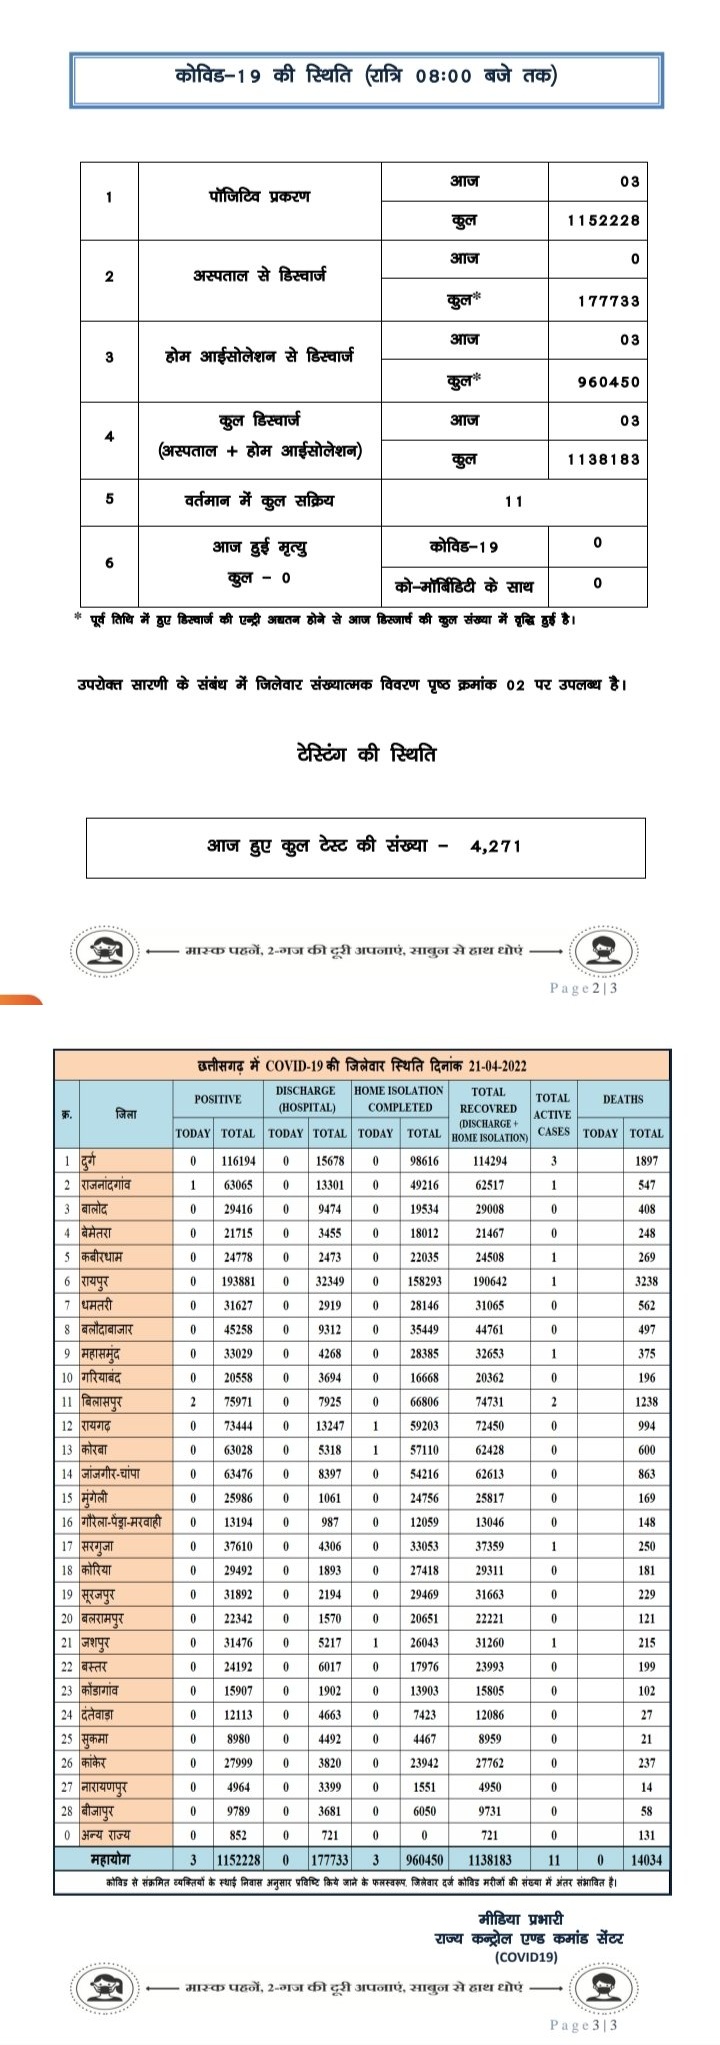 कोविड–19 की स्थिति (रात्रि 08:00 बजे तक)
1 पॉजिटिव प्रकरण आज 03
कुल 1152228
2 अस्पताल से डिस्चार्ज आज 0
कुल* 177733
3 होम आईसोलेशन से डिस्चार्ज आज 03
कुल* 960450
4 कुल डिस्चार्ज (अस्पताल + होम आईसोलेशन) आज 03
कुल 1138183
5 वर्तमान में कुल सक्रिय 11
6 आज हुई मृत्यु कुल – 0 कोविड–19 0
को–मॉर्बिडिटी के साथ 0
* पूर्व तिथि में हुए डिस्चार्ज की एन्ट्री अद्यतन होने से आज डिस्जार्च की कुल संख्या में वृद्धि हुई है।
उपरोक्त सारणी के संबंध में जिलेवार संख्यात्मक विवरण पृष्ठ क्रमांक 02 पर उपलब्ध है।
टेस्टिंग की स्थिति
आज हुए कुल टेस्ट की संख्या – 4,271
मास्क पहनें, 2-गज की दूरी अपनाएं, साबुन से हाथ धोएं
Page2|3
छत्तीसगढ़ में COVID-19 की जिलेवार स्थिति दिनांक 21-04-2022
क्र. जिला POSITIVE DISCHARGE (HOSPITAL) HOME ISOLATION COMPLETED TOTAL RECOVRED (DISCHARGE + HOME ISOLATION) TOTAL ACTIVE CASES DEATHS
TODAY TOTAL TODAY TOTAL TODAY TOTAL TODAY TOTAL
1 दुर्ग 0 116194 0 15678 0 98616 114294 3 1897
2 राजनांदगांव 1 63065 0 13301 0 49216 62517 1 547
3 बालोद 0 29416 0 9474 0 19534 29008 0 408
4 बेमेतरा 0 21715 0 3455 0 18012 21467 0 248
5 कबीरधाम 0 24778 0 2473 0 22035 24508 1 269
6 रायपुर 0 193881 0 32349 0 158293 190642 1 3238
7 धमतरी 0 31627 0 2919 0 28146 31065 0 562
8 बलौदाबाजार 0 45258 0 9312 0 35449 44761 0 497
9 महासमुंद 0 33029 0 4268 0 28385 32653 1 375
10 गरियाबंद 0 20558 0 3694 0 16668 20362 0 196
11 बिलासपुर 2 75971 0 7925 0 66806 74731 2 1238
12 रायगढ़ 0 73444 0 13247 1 59203 72450 0 994
13 कोरबा 0 63028 0 5318 1 57110 62428 0 600
14 जांजगीर-चांपा 0 63476 0 8397 0 54216 62613 0 863
15 मुंगेली 0 25986 0 1061 0 24756 25817 0 169
16 गौरेला-पेंड्रा-मरवाही 0 13194 0 987 0 12059 13046 0 148
17 सरगुजा 0 37610 0 4306 0 33053 37359 1 250
18 कोरिया 0 29492 0 1893 0 27418 29311 0 181
19 सूरजपुर 0 31892 0 2194 0 29469 31663 0 229
20 बलरामपुर 0 22342 0 1570 0 20651 22221 0 121
21 जशपुर 0 31476 0 5217 1 26043 31260 1 215
22 बस्तर 0 24192 0 6017 0 17976 23993 0 199
23 कोंडागांव 0 15907 0 1902 0 13903 15805 0 102
24 दंतेवाड़ा 0 12113 0 4663 0 7423 12086 0 27
25 सुकमा 0 8980 0 4492 0 4467 8959 0 21
26 कांकेर 0 27999 0 3820 0 23942 27762 0 237
27 नारायणपुर 0 4964 0 3399 0 1551 4950 0 14
28 बीजापुर 0 9789 0 3681 0 6050 9731 0 58
0 अन्य राज्य 0 852 0 721 0 0 721 0 131
महायोग 3 1152228 0 177733 3 960450 1138183 11 0 14034
कोविड से संक्रमित व्यक्तियों के स्थाई निवास अनुसार प्रविष्टि किये जाने के फलस्वरूप, जिलेवार दर्ज कोविड मरीजों की संख्या में अंतर संभावित है।
मीडिया प्रभारी
राज्य कन्ट्रोल एण्ड कमांड सेंटर
(COVID19)
मास्क पहनें, 2-गज की दूरी अपनाएं, साबुन से हाथ धोएं
Page3|3